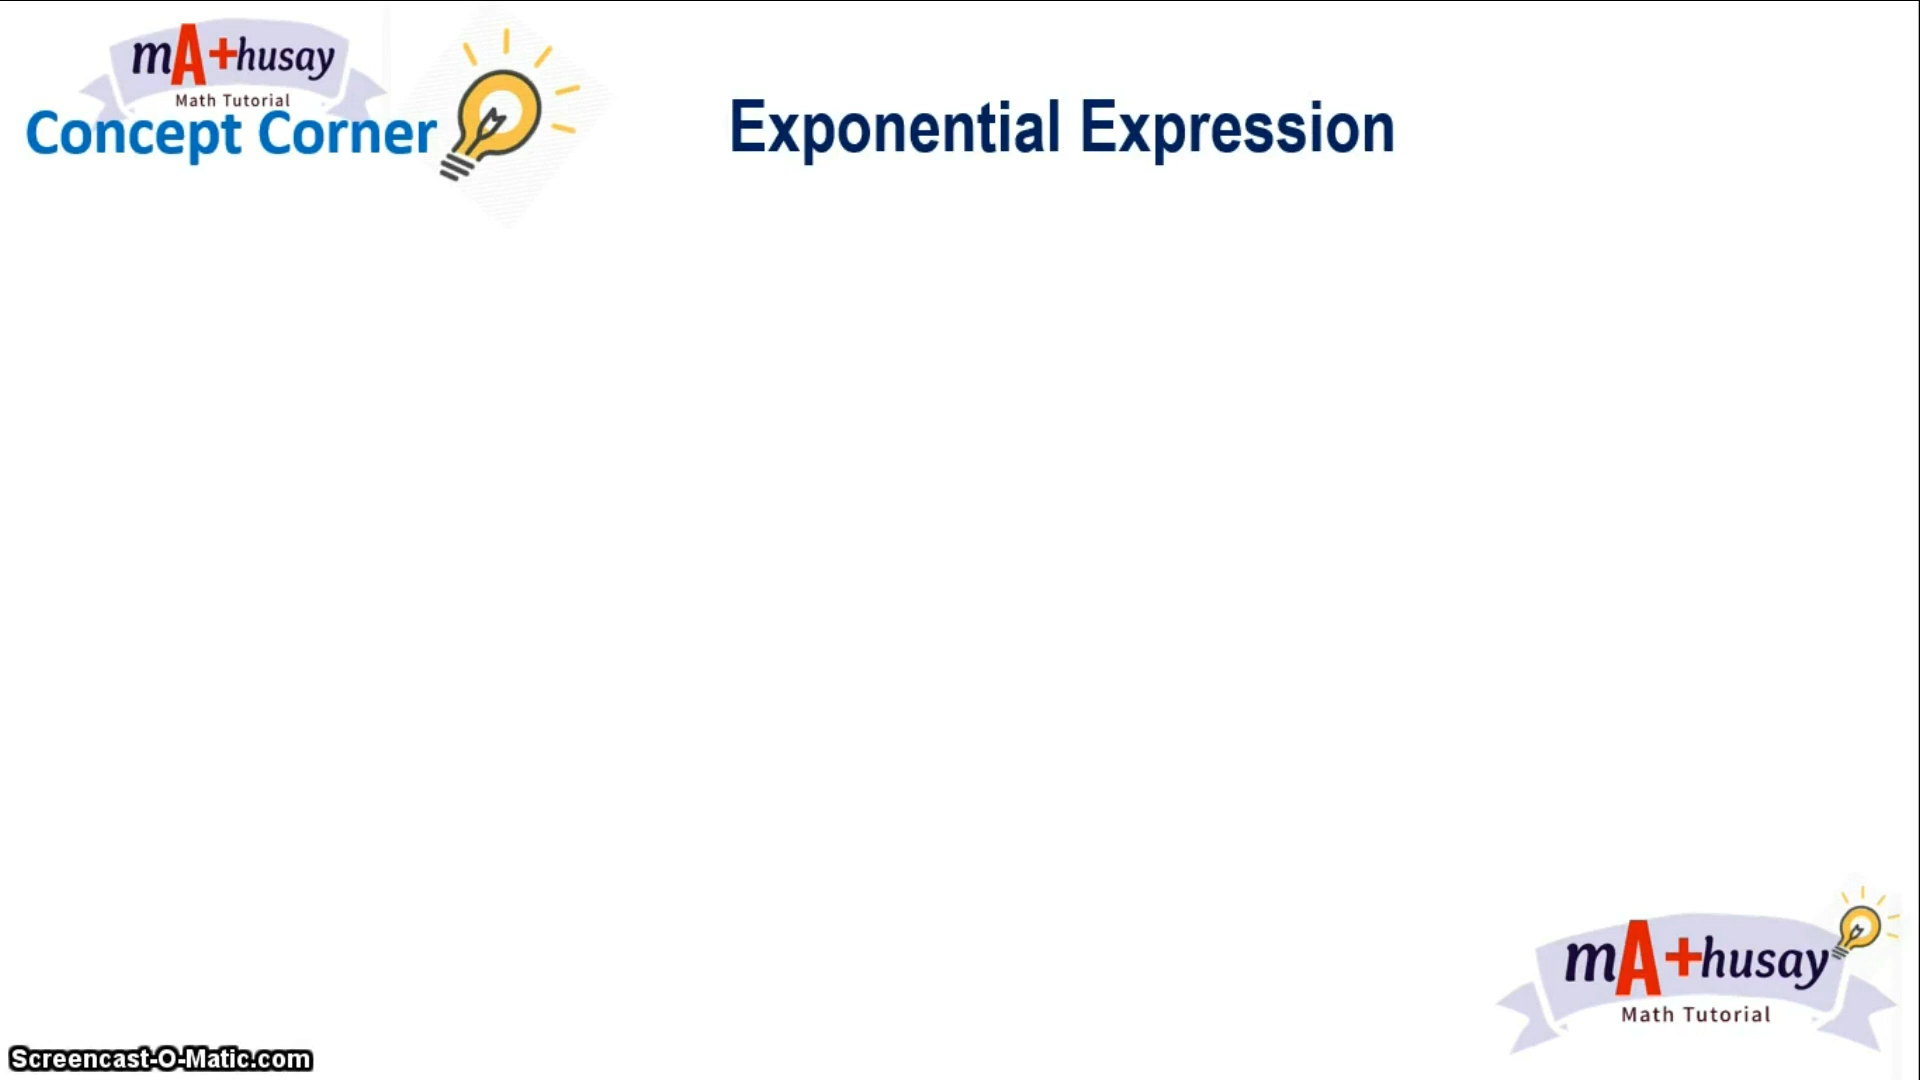 mA+husay
Math Tutorial
Concept Corner
Exponential Expression
mA+husay
Math Tutorial
Screencast-O-Matic.com